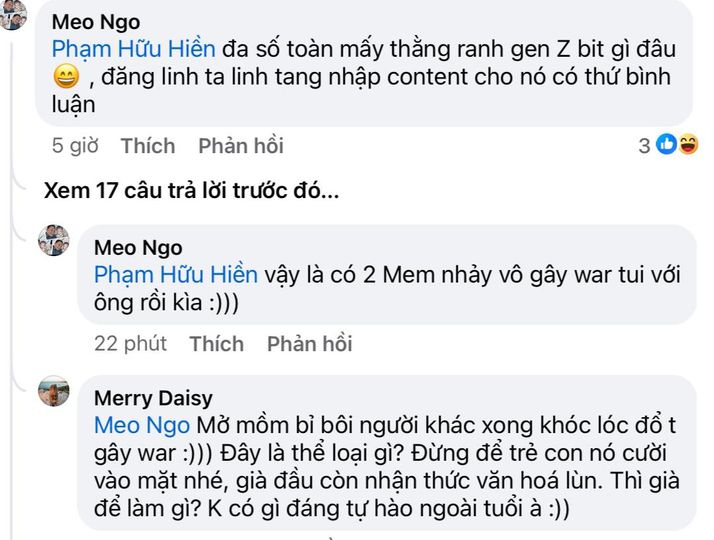 Meo Ngo
Phạm Hữu Hiền đa số toàn mấy thằng ranh gen Z bit gì đâu
😄 , đăng linh ta linh tang nhập content cho nó có thứ bình
luận
5 giờ Thích Phản hồi 3
Xem 17 câu trả lời trước đó...
Meo Ngo
Phạm Hữu Hiền vậy là có 2 Mem nhảy vô gây war tui với
ông rồi kìa :)))
22 phút Thích Phản hồi
Merry Daisy
Meo Ngo Mở mồm bỉ bôi người khác xong khóc lóc đổ t
gây war :))) Đây là thể loại gì? Đừng để trẻ con nó cười
vào mặt nhé, già đầu còn nhận thức văn hoá lùn. Thì già
để làm gì? K có gì đáng tự hào ngoài tuổi à :))